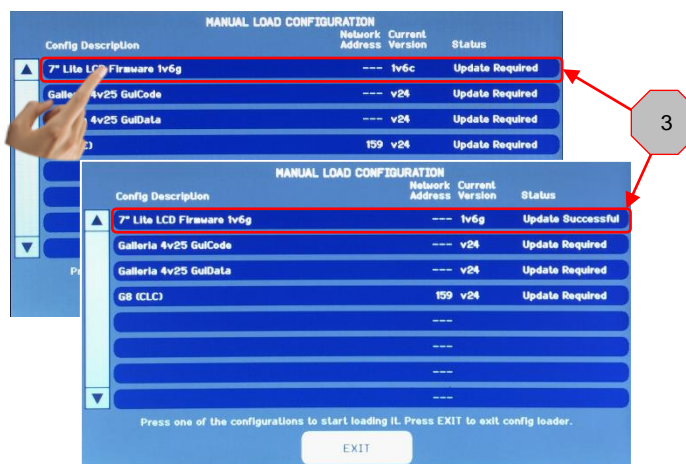 MANUAL LOAD CONFIGURATION
Config Description Network Address Current Version Status
7" Lite LCD Firmware 1v6g --- 1v6c Update Required
4v25 GuiCode --- v24 Update Required
4v25 GuiData --- v24 Update Required
159 v24 Update Required
3
MANUAL LOAD CONFIGURATION
Config Description Network Address Current Version Status
7" Lite LCD Firmware 1v6g --- 1v6g Update Successful
Galleria 4v25 GuiCode --- v24 Update Required
Galleria 4v25 GuiData --- v24 Update Required
G8 (CLC) 159 v24 Update Required
---
---
---
---
Press one of the configurations to start loading it. Press EXIT to exit config loader.
EXIT